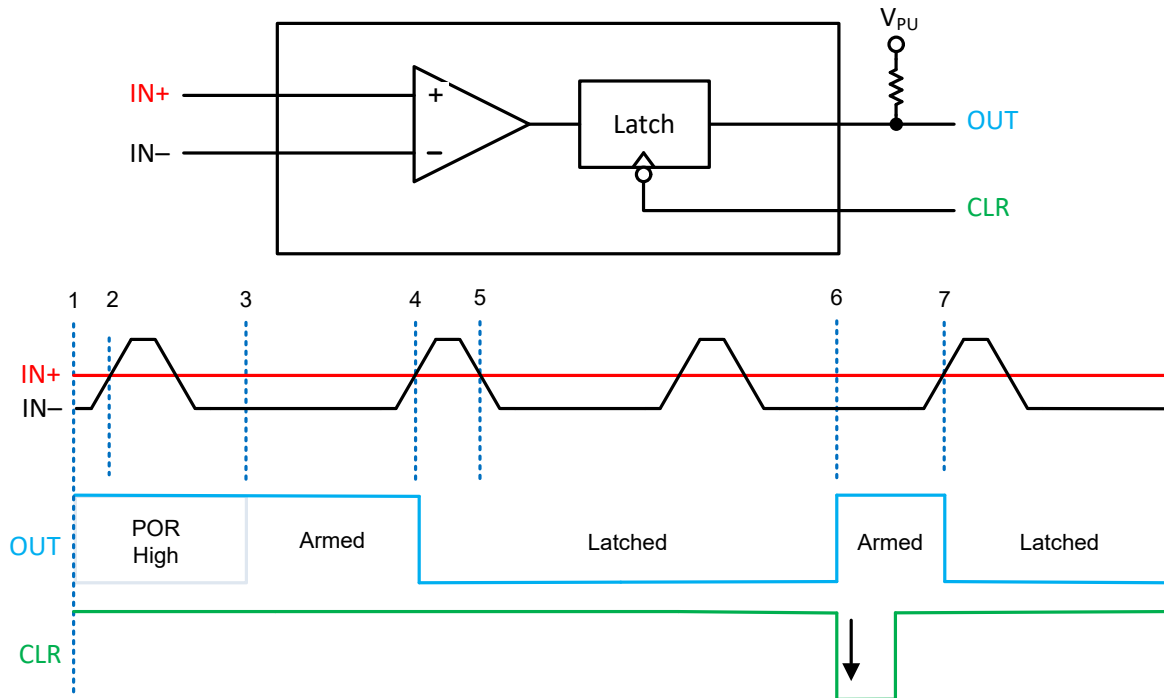 V_PU
IN+
+
Latch
OUT
IN–
−
CLR
1 2 3 4 5 6 7
IN+
IN–
POR
High
Armed
Latched
Armed
Latched
OUT
CLR